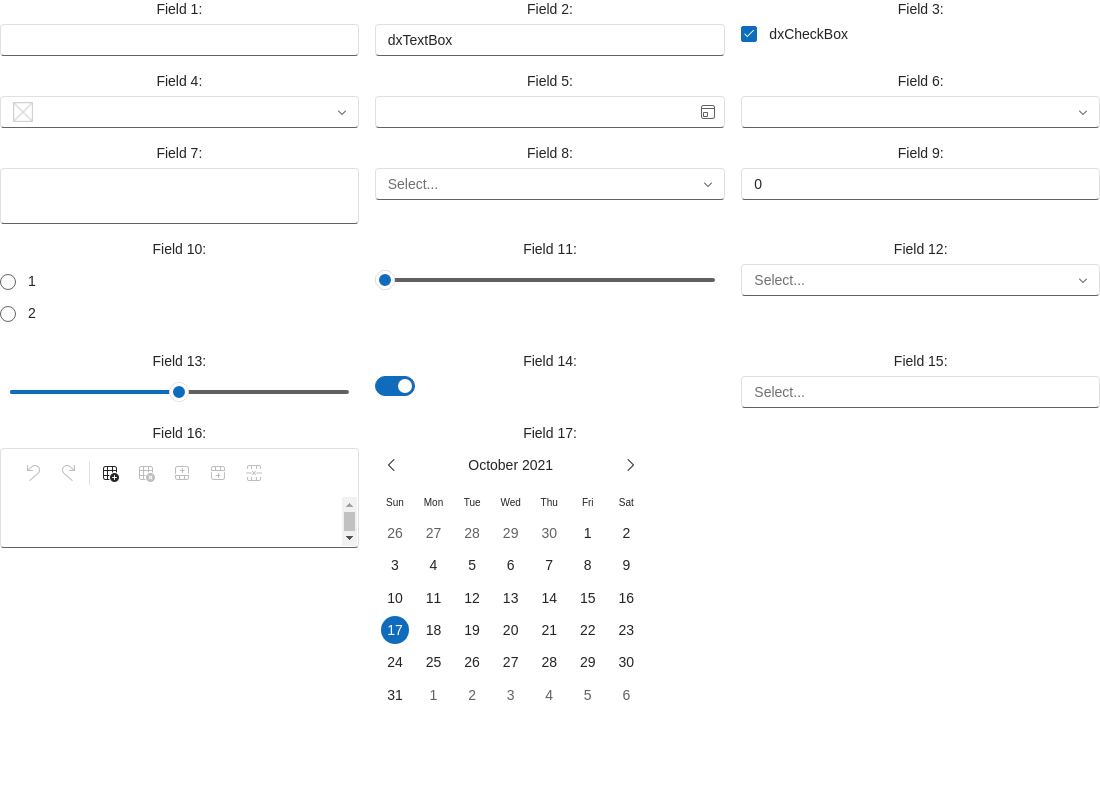 Field 1:
Field 2:
dxTextBox
Field 3:
dxCheckBox
Field 4:
Field 5:
Field 6:
Field 7:
Field 8:
Select...
Field 9:
0
Field 10:
1
2
Field 11:
Field 12:
Select...
Field 13:
Field 14:
Field 15:
Select...
Field 16:
Field 17:
October 2021
Sun Mon Tue Wed Thu Fri Sat
26 27 28 29 30 1 2
3 4 5 6 7 8 9
10 11 12 13 14 15 16
17 18 19 20 21 22 23
24 25 26 27 28 29 30
31 1 2 3 4 5 6